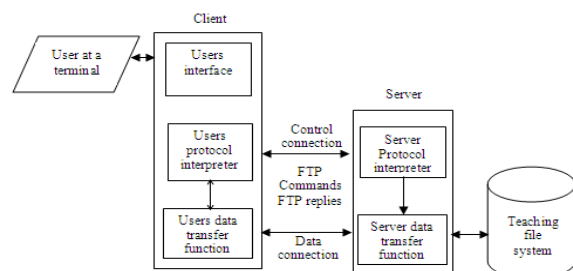 Client
User at a
terminal
Users
interface
Server
Users
protocol
interpreter
Control
connection
Server
Protocol
interpreter
FTP
Commands
FTP replies
Users data
transfer
function
Data
connection
Server data
transfer
function
Teaching
file
system